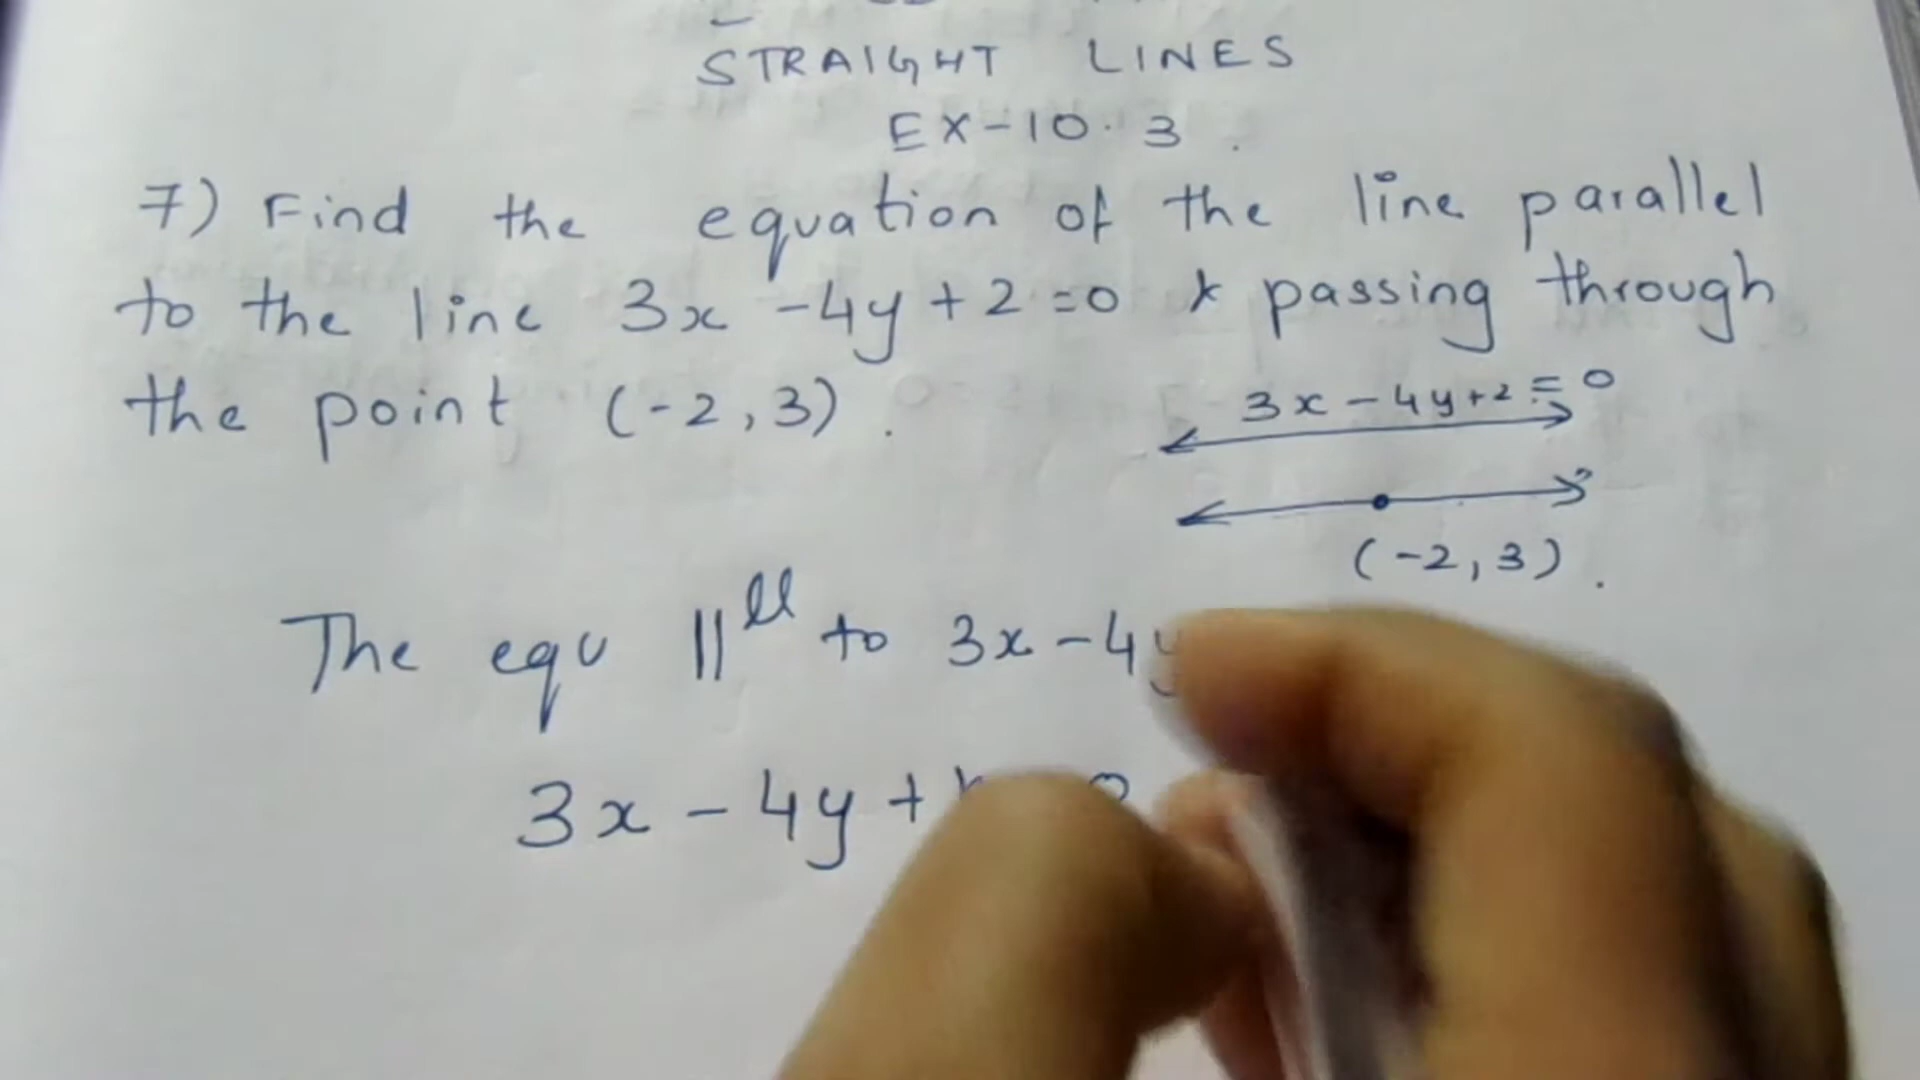 STRAIGHT LINES
EX-10.3.
7) Find the equation of the line parallel
to the line 3x -4y +2 =0 & passing through
the point (-2,3).
3x-4y+2=0
(-2,3).
The equ ||ll to 3x-4y
3x-4y+